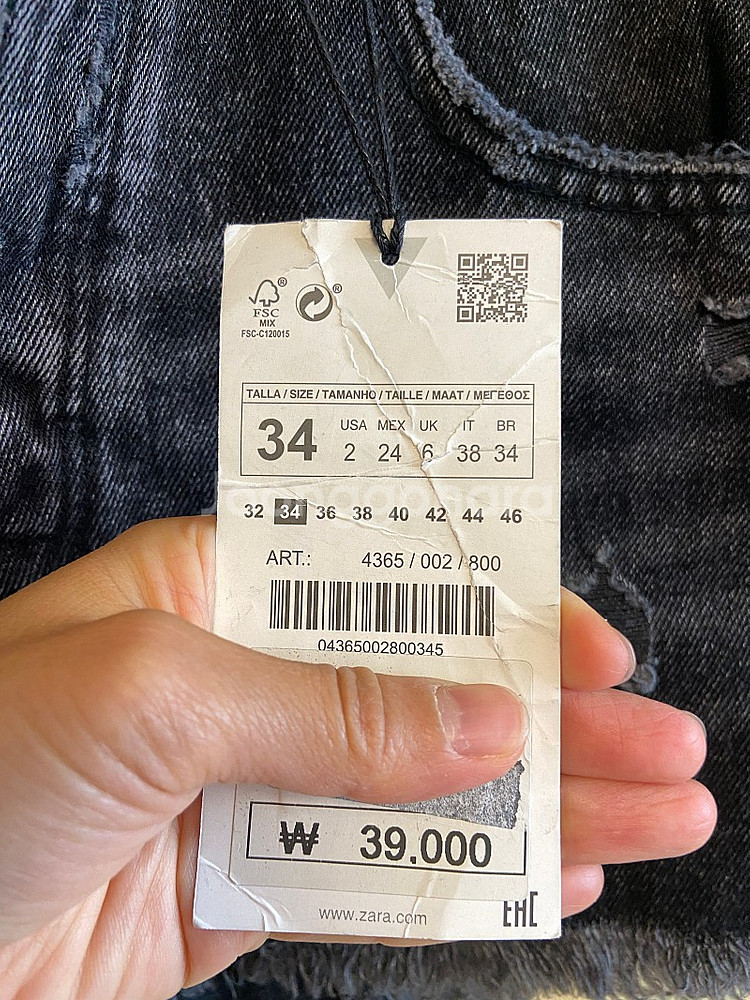 FSC
MIX
FSC-C120015
TALLA / SIZE / TAMANHO / TAILLE / MAAT / ΜΕΓΕΘΟΣ
34
USA MEX UK IT BR
2 24 6 38 34
32 34 36 38 40 42 44 46
ART.: 4365 / 002 / 800
04365002800345
₩ 39.000
www.zara.com
EAC